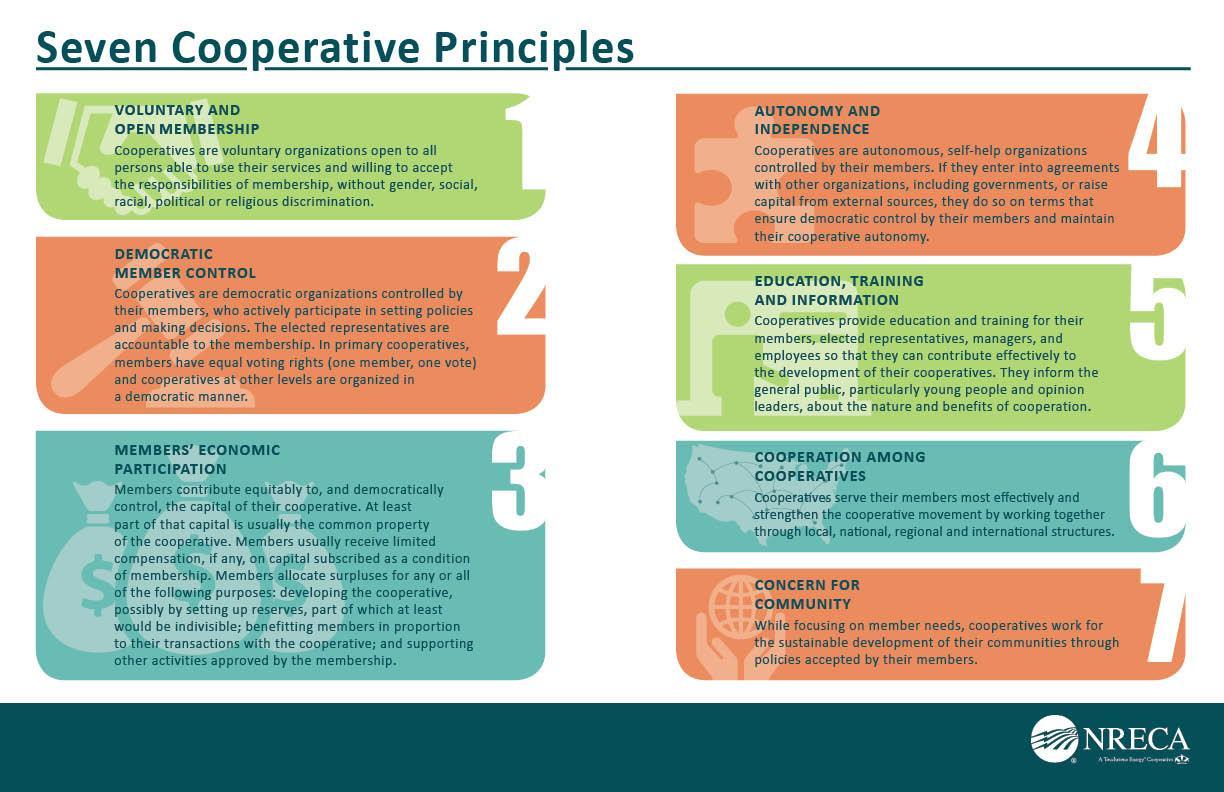 Seven Cooperative Principles
1
VOLUNTARY AND
OPEN MEMBERSHIP
Cooperatives are voluntary organizations open to all
persons able to use their services and willing to accept
the responsibilities of membership, without gender, social,
racial, political or religious discrimination.
2
DEMOCRATIC
MEMBER CONTROL
Cooperatives are democratic organizations controlled by
their members, who actively participate in setting policies
and making decisions. The elected representatives are
accountable to the membership. In primary cooperatives,
members have equal voting rights (one member, one vote)
and cooperatives at other levels are organized in
a democratic manner.
3
MEMBERS’ ECONOMIC
PARTICIPATION
Members contribute equitably to, and democratically
control, the capital of their cooperative. At least
part of that capital is usually the common property
of the cooperative. Members usually receive limited
compensation, if any, on capital subscribed as a condition
of membership. Members allocate surpluses for any or all
of the following purposes: developing the cooperative,
possibly by setting up reserves, part of which at least
would be indivisible; benefitting members in proportion
to their transactions with the cooperative; and supporting
other activities approved by the membership.
$ $ $
4
AUTONOMY AND
INDEPENDENCE
Cooperatives are autonomous, self-help organizations
controlled by their members. If they enter into agreements
with other organizations, including governments, or raise
capital from external sources, they do so on terms that
ensure democratic control by their members and maintain
their cooperative autonomy.
5
EDUCATION, TRAINING
AND INFORMATION
Cooperatives provide education and training for their
members, elected representatives, managers, and
employees so that they can contribute effectively to
the development of their cooperatives. They inform the
general public, particularly young people and opinion
leaders, about the nature and benefits of cooperation.
6
COOPERATION AMONG
COOPERATIVES
Cooperatives serve their members most effectively and
strengthen the cooperative movement by working together
through local, national, regional and international structures.
7
CONCERN FOR
COMMUNITY
While focusing on member needs, cooperatives work for
the sustainable development of their communities through
policies accepted by their members.
® NRECA
A Touchstone Energy® Cooperative